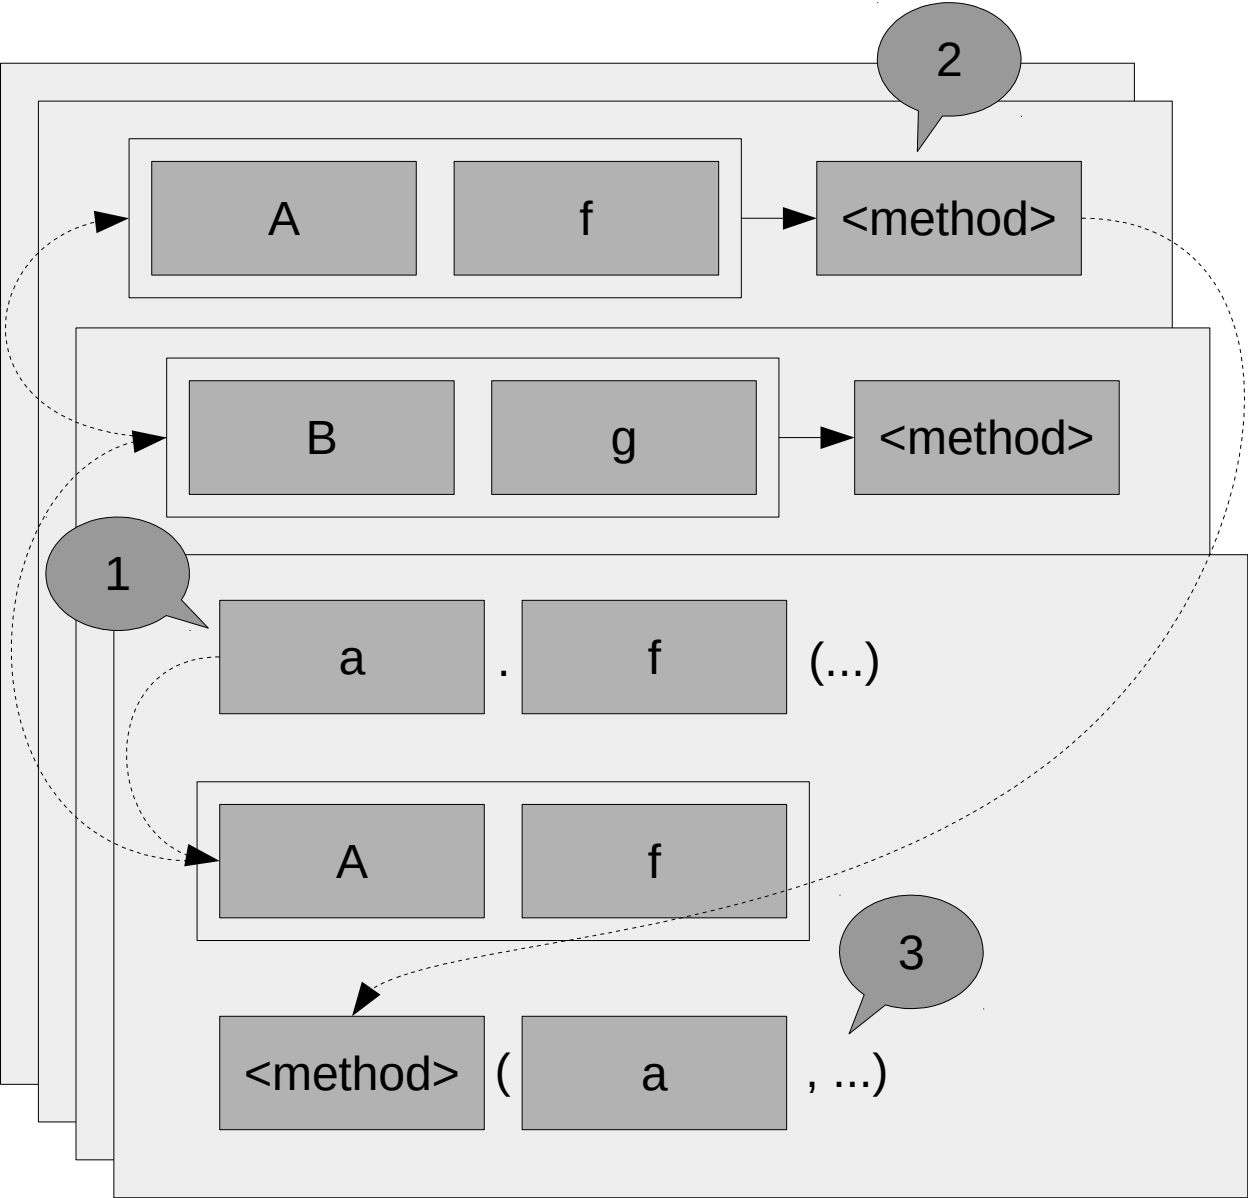 2
A f <method>
B g <method>
1
a . f (...)
A f
3
<method> ( a , ...)